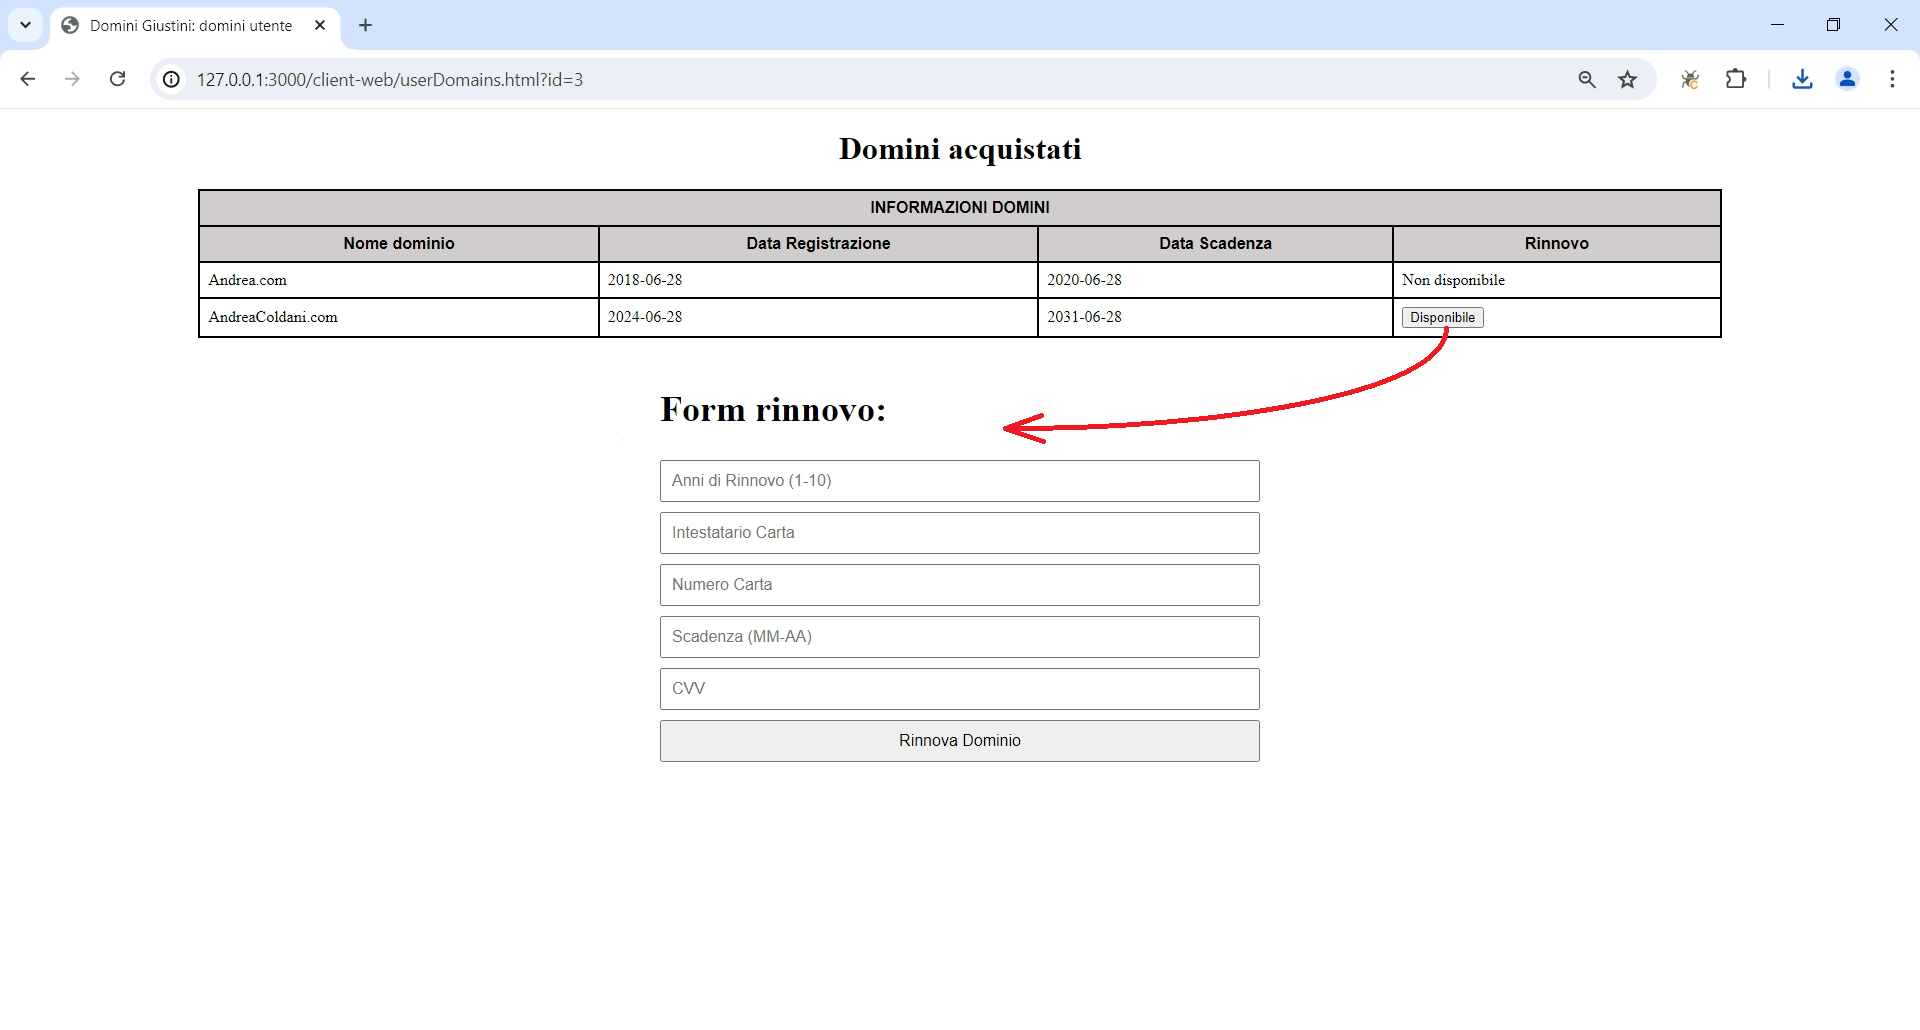 Domini Giustini: domini utente
127.0.0.1:3000/client-web/userDomains.html?id=3
Domini acquistati
INFORMAZIONI DOMINI
Nome dominio Data Registrazione Data Scadenza Rinnovo
Andrea.com 2018-06-28 2020-06-28 Non disponibile
AndreaColdani.com 2024-06-28 2031-06-28 Disponibile
Form rinnovo:
Anni di Rinnovo (1-10)
Intestatario Carta
Numero Carta
Scadenza (MM-AA)
CVV
Rinnova Dominio